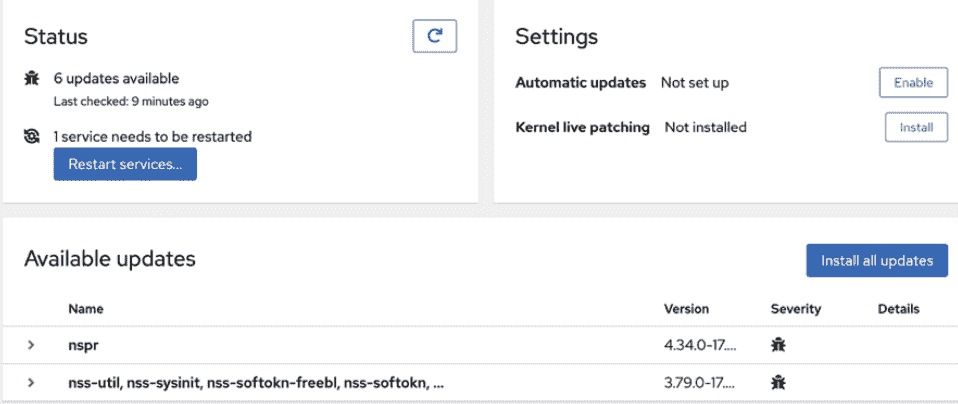 Status
6 updates available
Last checked: 9 minutes ago
1 service needs to be restarted
Restart services...
Settings
Automatic updates Not set up Enable
Kernel live patching Not installed Install
Available updates Install all updates
Name Version Severity Details
nspr 4.34.0-17....
nss-util, nss-sysinit, nss-softokn-freebl, nss-softokn, ... 3.79.0-17....